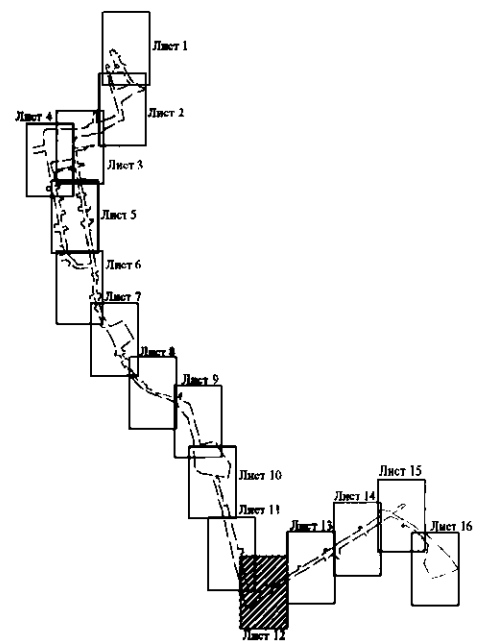 Лист 1
Лист 2
Лист 4
Лист 3
Лист 5
Лист 6
Лист 7
Лист 8
Лист 9
Лист 10
Лист 11
Лист 15
Лист 14
Лист 13
Лист 16
Лист 12